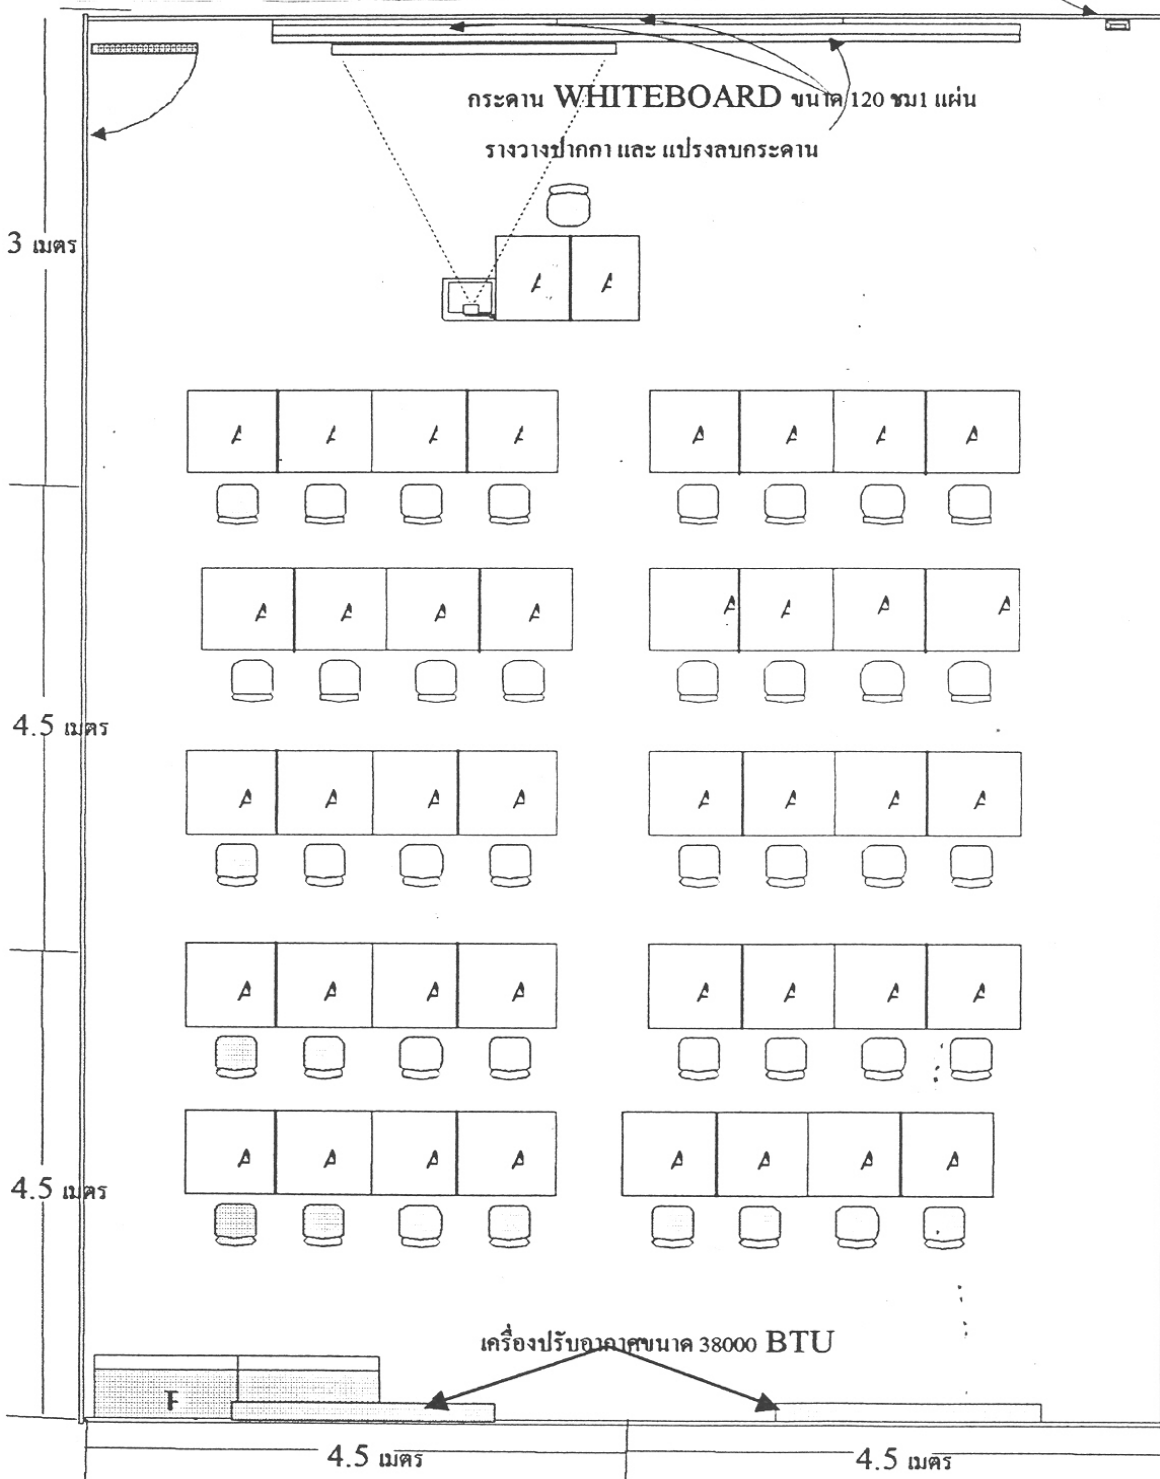 กระดาน WHITEBOARD ขนาด 120 ซม1 แผ่น
รางวางปากกา และ แปรงลบกระดาน
3 เมตร
A A
A A A A A A A A
A A A A A A A A
4.5 เมตร
A A A A A A A A
A A A A A A A A
A A A A A A A A
4.5 เมตร
เครื่องปรับอากาศขนาด 38000 BTU
F
4.5 เมตร 4.5 เมตร